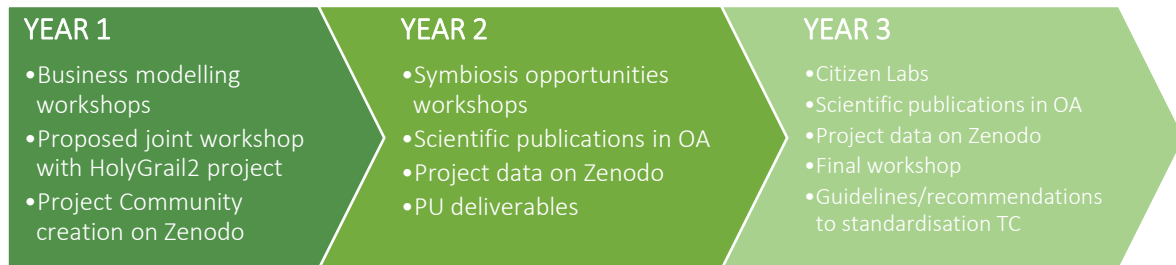 YEAR 1
•Business modelling
workshops
•Proposed joint workshop
with HolyGrail2 project
•Project Community
creation on Zenodo
YEAR 2
•Symbiosis opportunities
workshops
•Scientific publications in OA
•Project data on Zenodo
•PU deliverables
YEAR 3
•Citizen Labs
•Scientific publications in OA
•Project data on Zenodo
•Final workshop
•Guidelines/recommendations
to standardisation TC